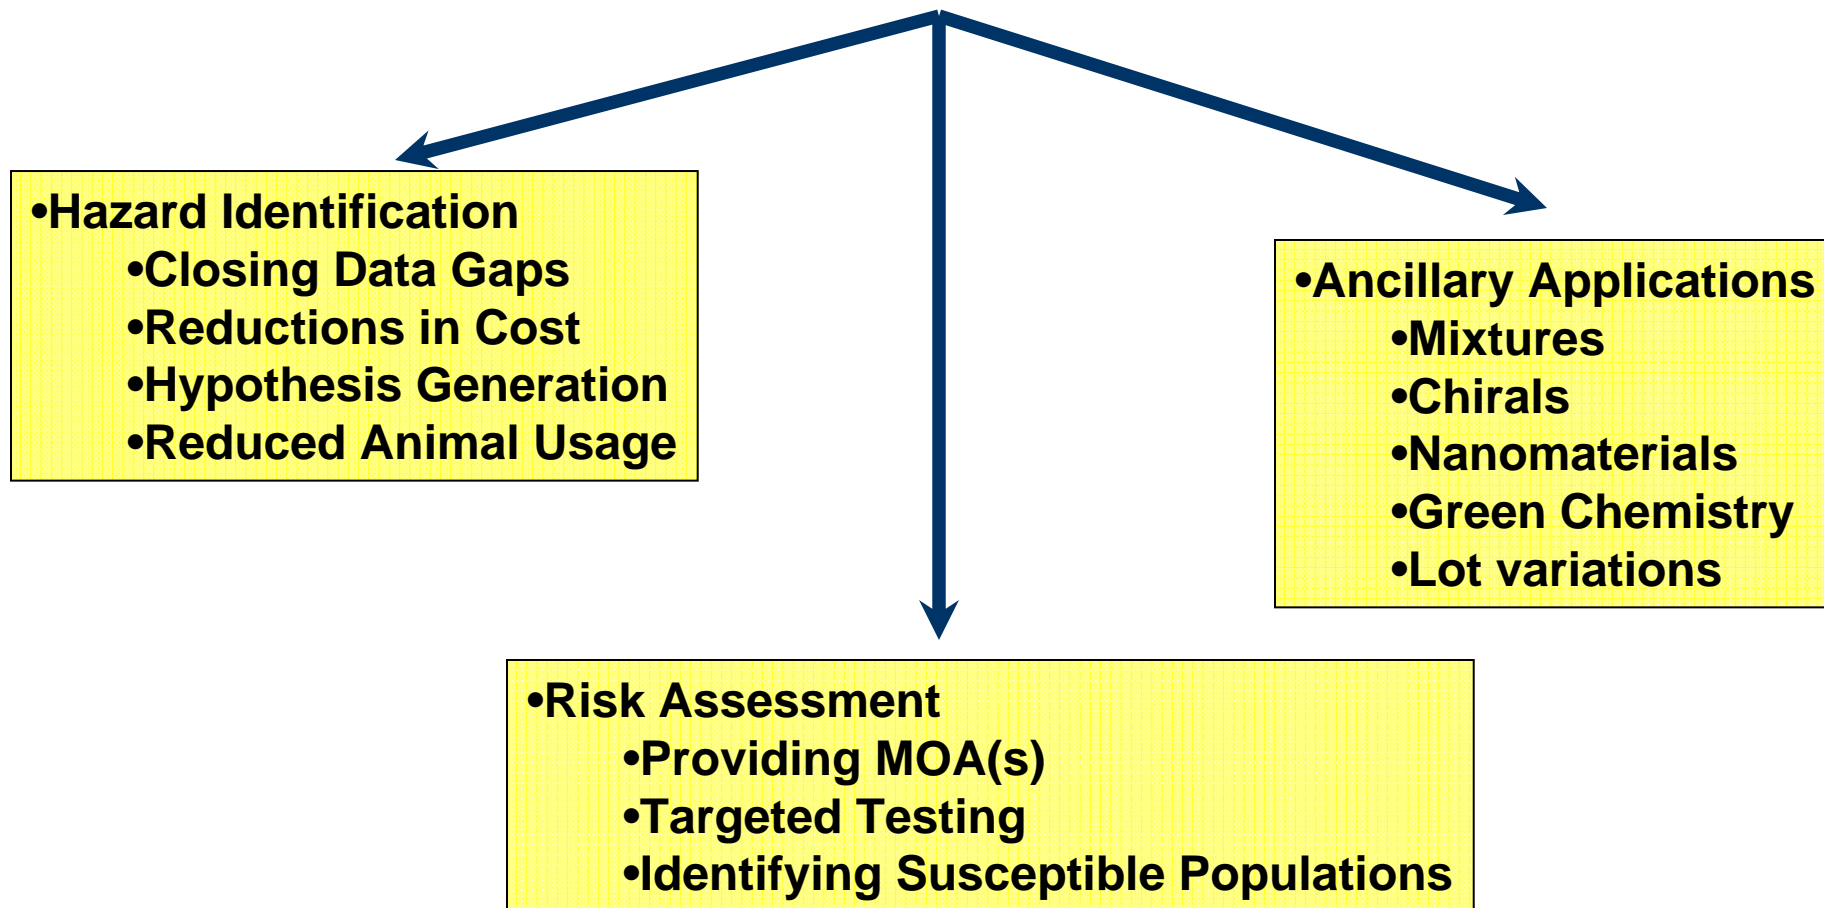 •Hazard Identification
•Closing Data Gaps
•Reductions in Cost
•Hypothesis Generation
•Reduced Animal Usage
•Ancillary Applications
•Mixtures
•Chirals
•Nanomaterials
•Green Chemistry
•Lot variations
•Risk Assessment
•Providing MOA(s)
•Targeted Testing
•Identifying Susceptible Populations